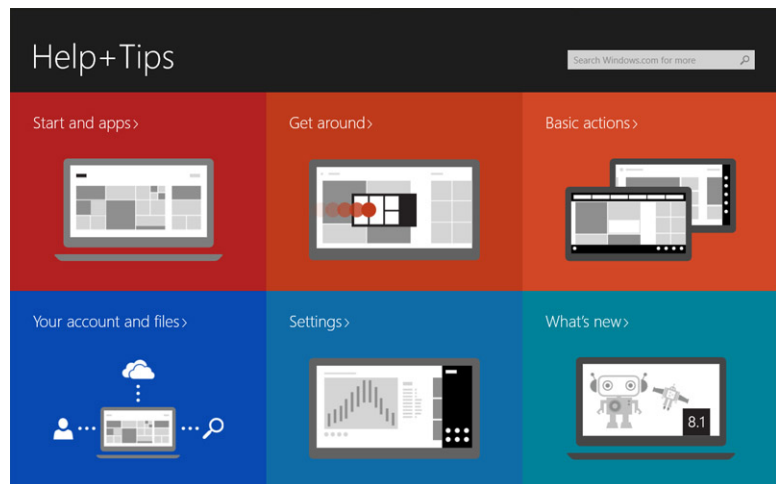 Help+Tips
Search Windows.com for more
Start and apps›
Get around›
Basic actions›
Your account and files›
Settings›
What's new›
8.1